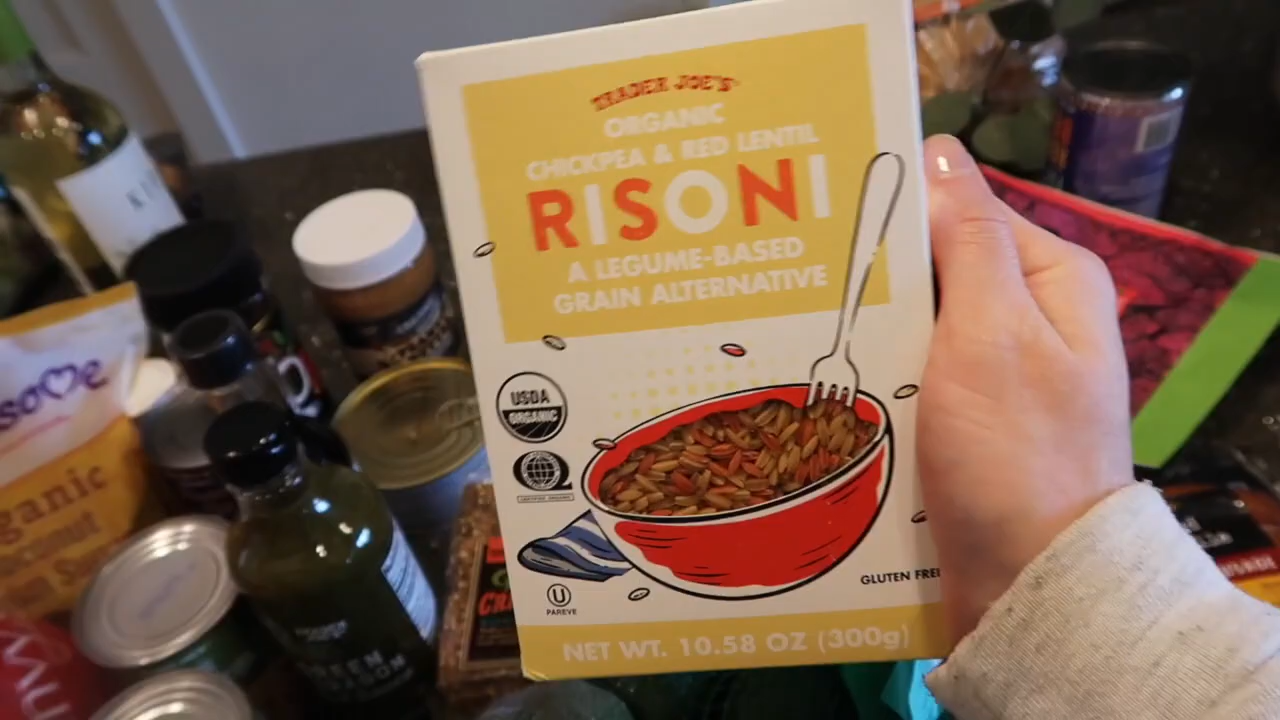 TRADER JOE'S
ORGANIC
CHICKPEA & RED LENTIL
RISONI
A LEGUME-BASED
GRAIN ALTERNATIVE
USDA
ORGANIC
Q
CERTIFIED ORGANIC
U
PAREVE
GLUTEN FREE
NET WT. 10.58 OZ (300g)